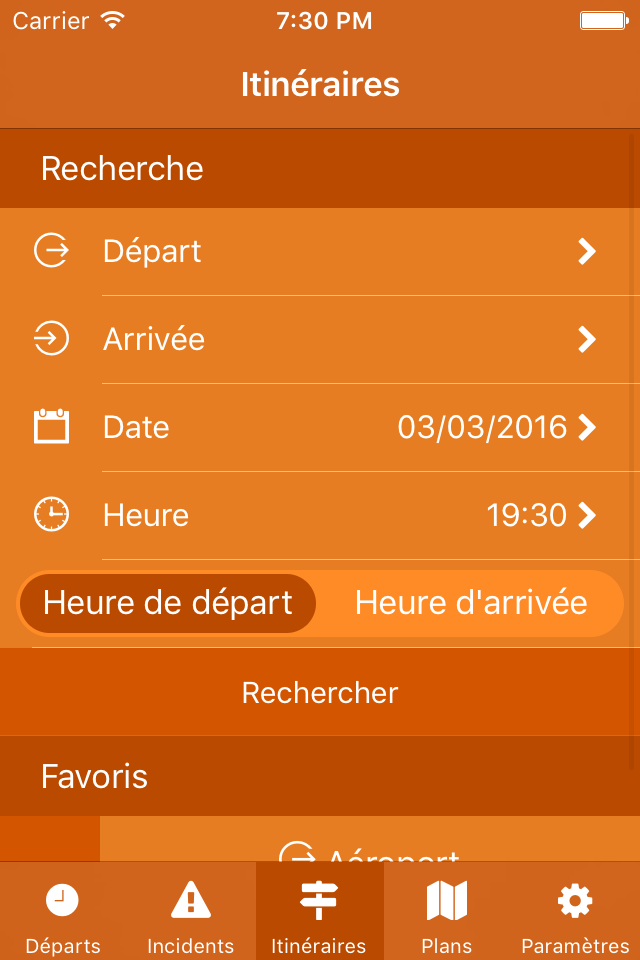 Carrier 7:30 PM
Itinéraires
Recherche
Départ
Arrivée
Date 03/03/2016
Heure 19:30
Heure de départ Heure d'arrivée
Rechercher
Favoris
Aéroport
Départs Incidents Itinéraires Plans Paramètres